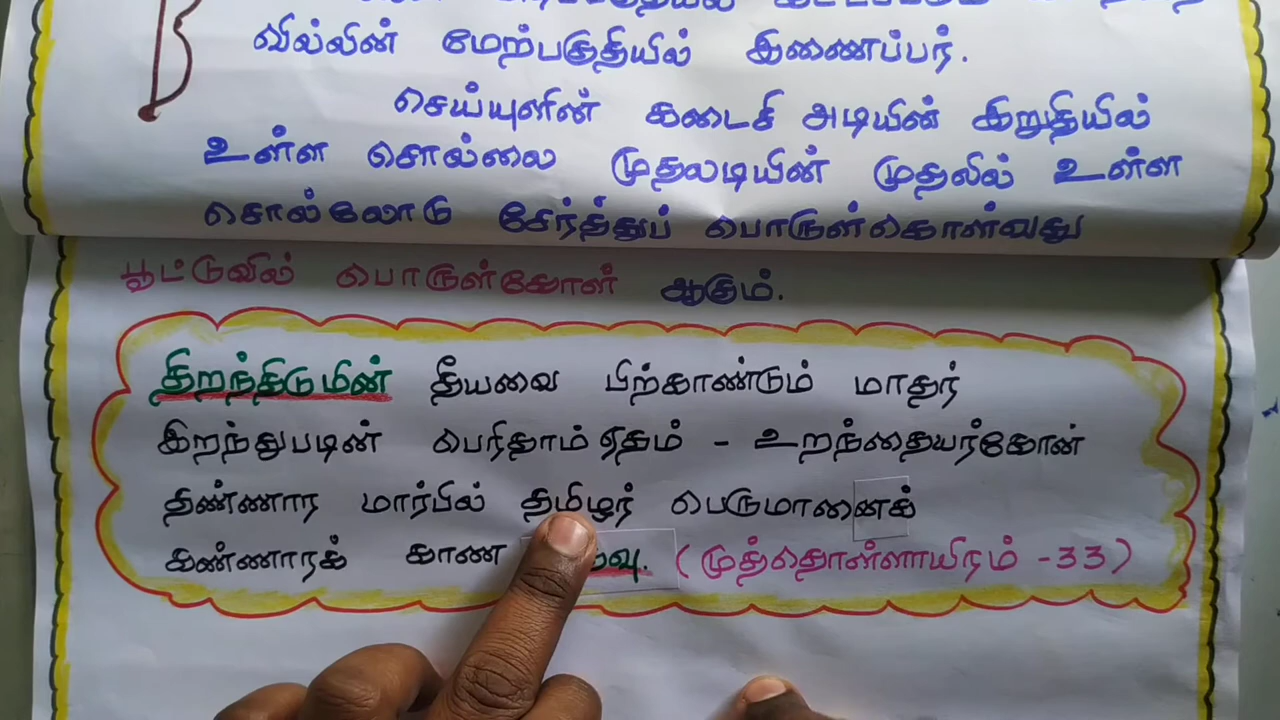 வில்லின் மேற்பகுதியில் இணைப்பர்.
செய்யுளின் கடைசி அடியின் இறுதியில்
உள்ள சொல்லை முதலடியின் முதலில் உள்ள
சொல்லோடு சேர்த்துப் பொருள்கொள்வது
பூட்டுவில் பொருள்கோள் ஆகும்.
திறந்திடுமின் தீயவை பிற்காண்டும் மாதர்
இறந்துபடின் பெரிதாம் ஏதம் - உறந்தையர்கோன்
திண்ணார மார்பில் தமிழர் பெருமானைக்
கண்ணாரக் காண (முத்தொள்ளாயிரம் -33)